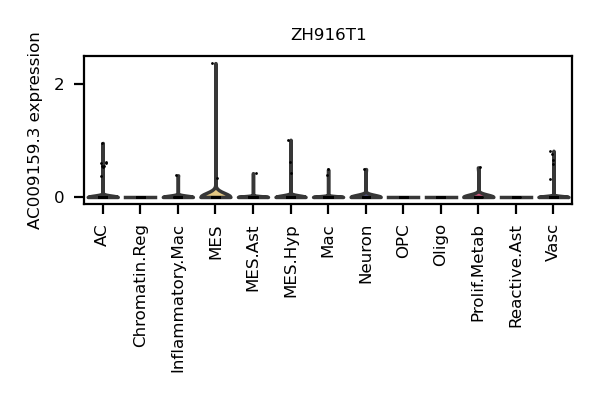 ZH916T1
AC009159.3 expression
2
0
AC
Chromatin.Reg
Inflammatory.Mac
MES
MES.Ast
MES.Hyp
Mac
Neuron
OPC
Oligo
Prolif.Metab
Reactive.Ast
Vasc